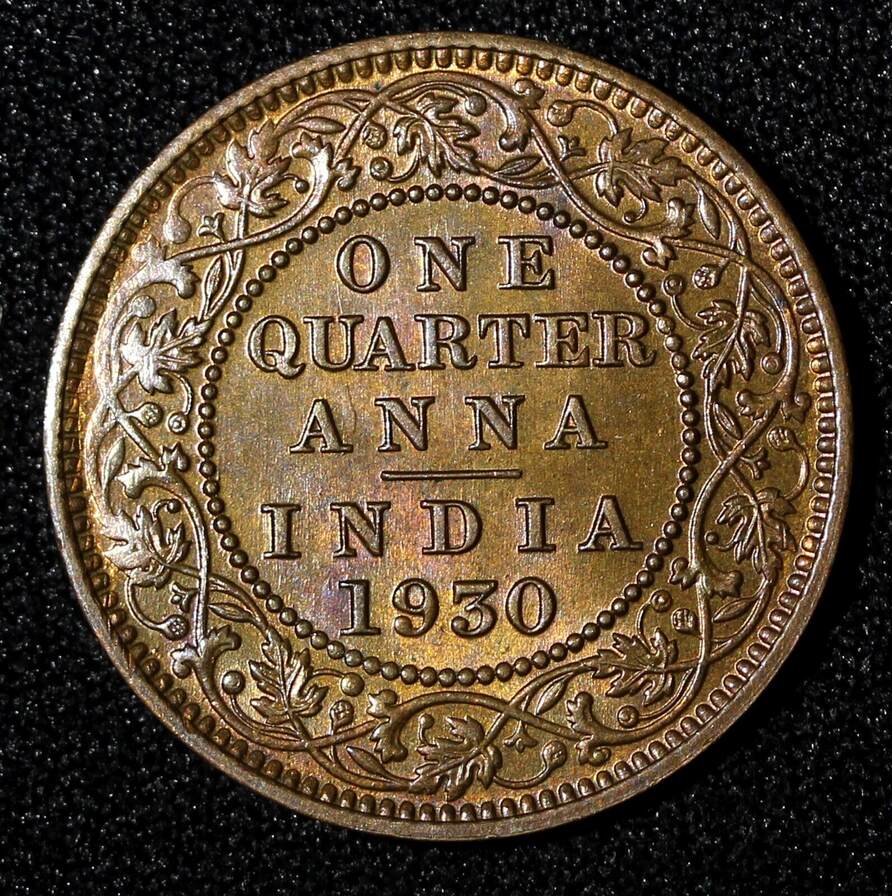 ONE
QUARTER
ANNA
INDIA
1930